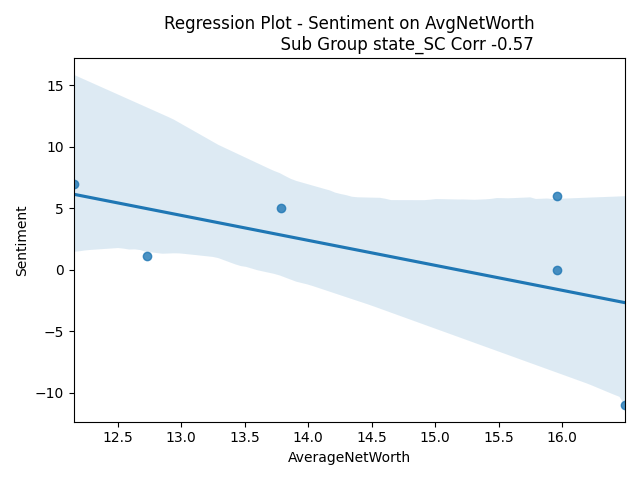 Regression Plot - Sentiment on AvgNetWorth
Sub Group state_SC Corr -0.57
15
10
5
0
−5
−10
Sentiment
12.5 13.0 13.5 14.0 14.5 15.0 15.5 16.0
AverageNetWorth